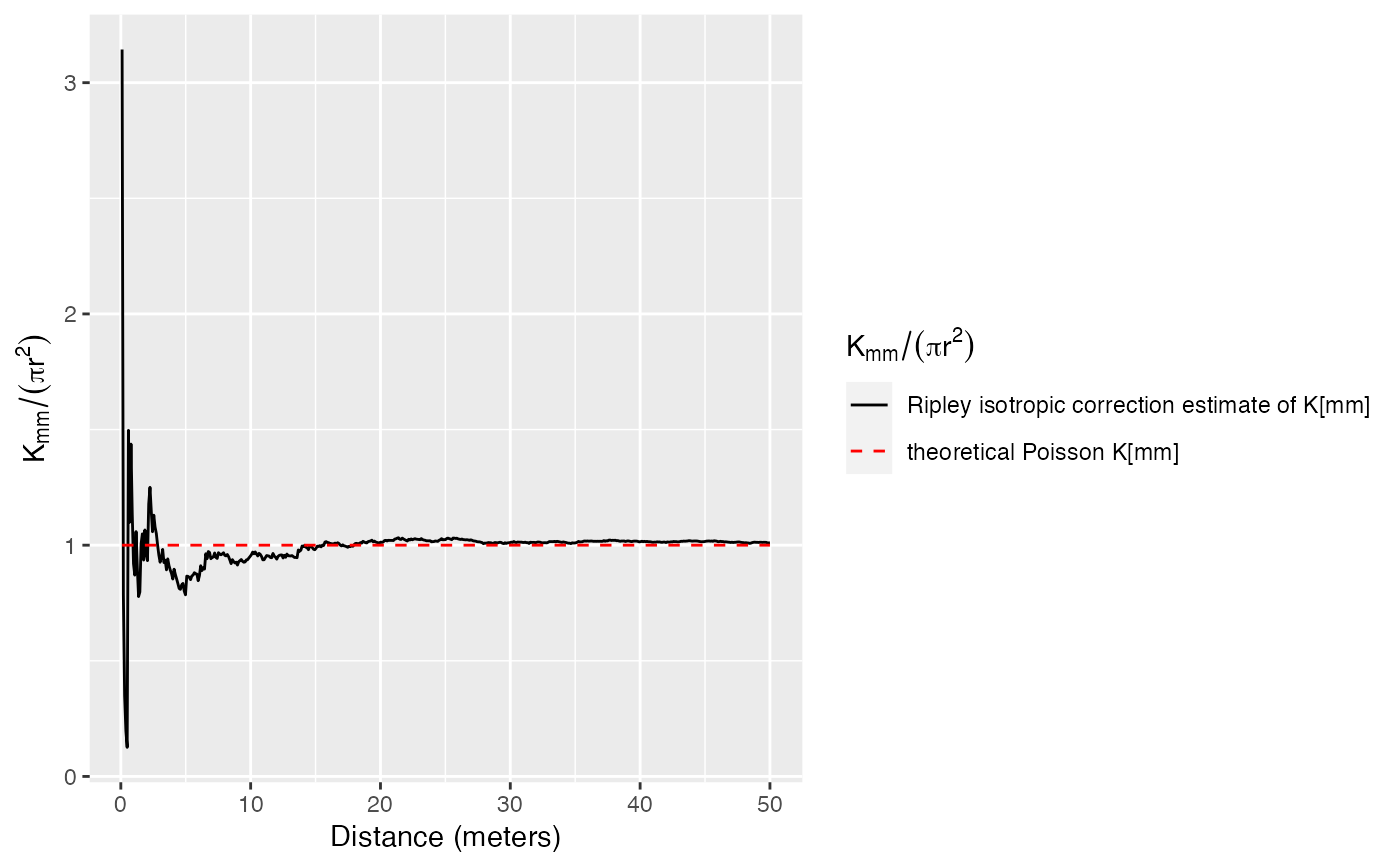 3
2
1
0
0 10 20 30 40 50
Distance (meters)
Kmm/(πr²)
Kmm/(πr²)
Ripley isotropic correction estimate of K[mm]
theoretical Poisson K[mm]